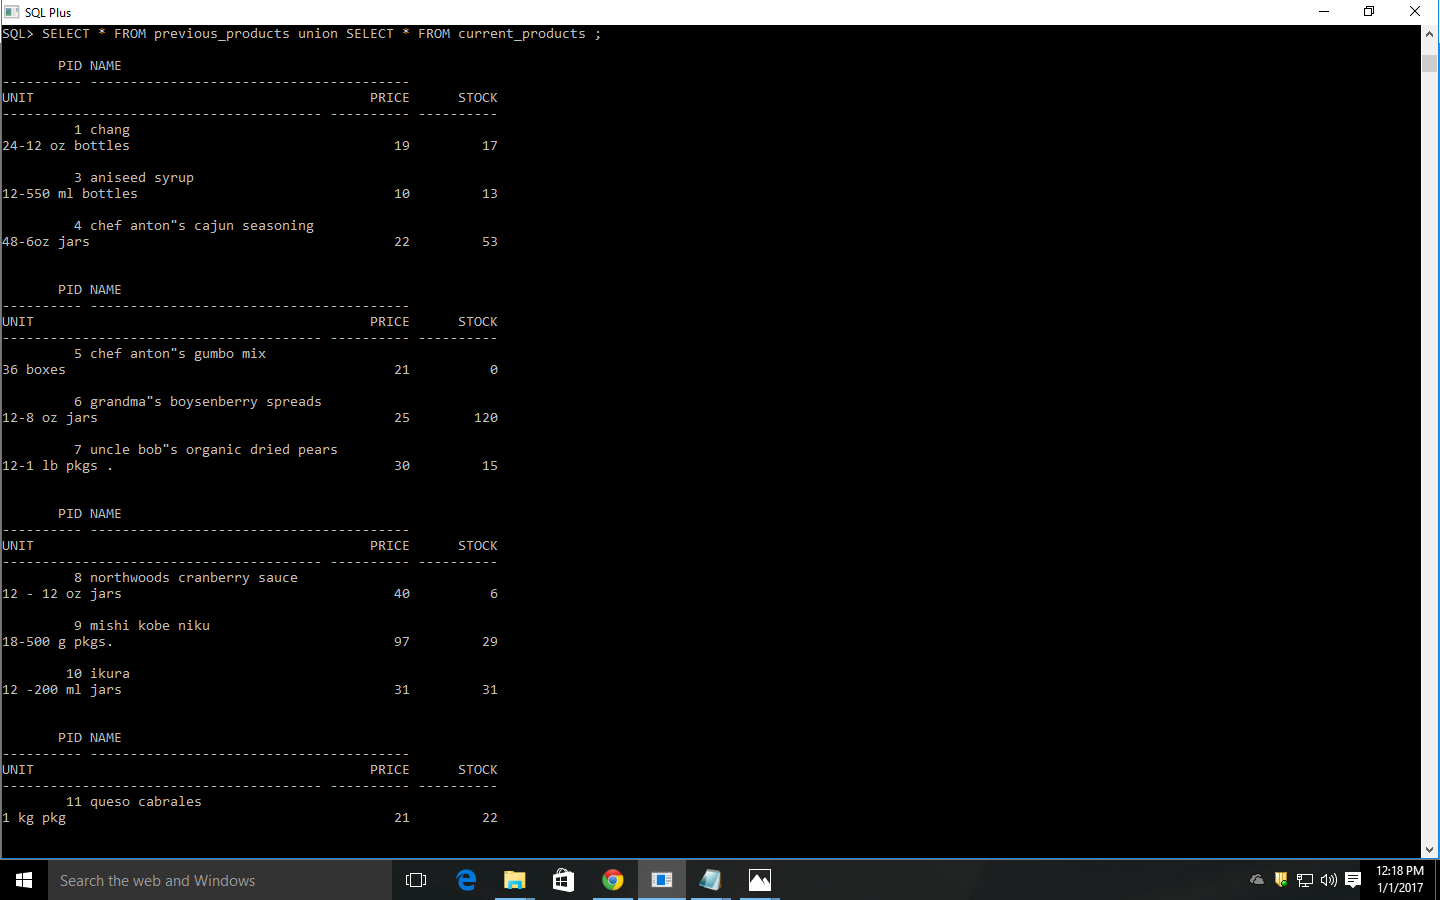 SQL Plus
SQL> SELECT * FROM previous_products union SELECT * FROM current_products ;
PID NAME
---------- ----------------------------------------
UNIT PRICE STOCK
---------------------------------------- ---------- ----------
1 chang
24-12 oz bottles 19 17
3 aniseed syrup
12-550 ml bottles 10 13
4 chef anton"s cajun seasoning
48-6oz jars 22 53
PID NAME
---------- ----------------------------------------
UNIT PRICE STOCK
---------------------------------------- ---------- ----------
5 chef anton"s gumbo mix
36 boxes 21 0
6 grandma"s boysenberry spreads
12-8 oz jars 25 120
7 uncle bob"s organic dried pears
12-1 lb pkgs . 30 15
PID NAME
---------- ----------------------------------------
UNIT PRICE STOCK
---------------------------------------- ---------- ----------
8 northwoods cranberry sauce
12 - 12 oz jars 40 6
9 mishi kobe niku
18-500 g pkgs. 97 29
10 ikura
12 -200 ml jars 31 31
PID NAME
---------- ----------------------------------------
UNIT PRICE STOCK
---------------------------------------- ---------- ----------
11 queso cabrales
1 kg pkg 21 22
Search the web and Windows
12:18 PM
1/1/2017